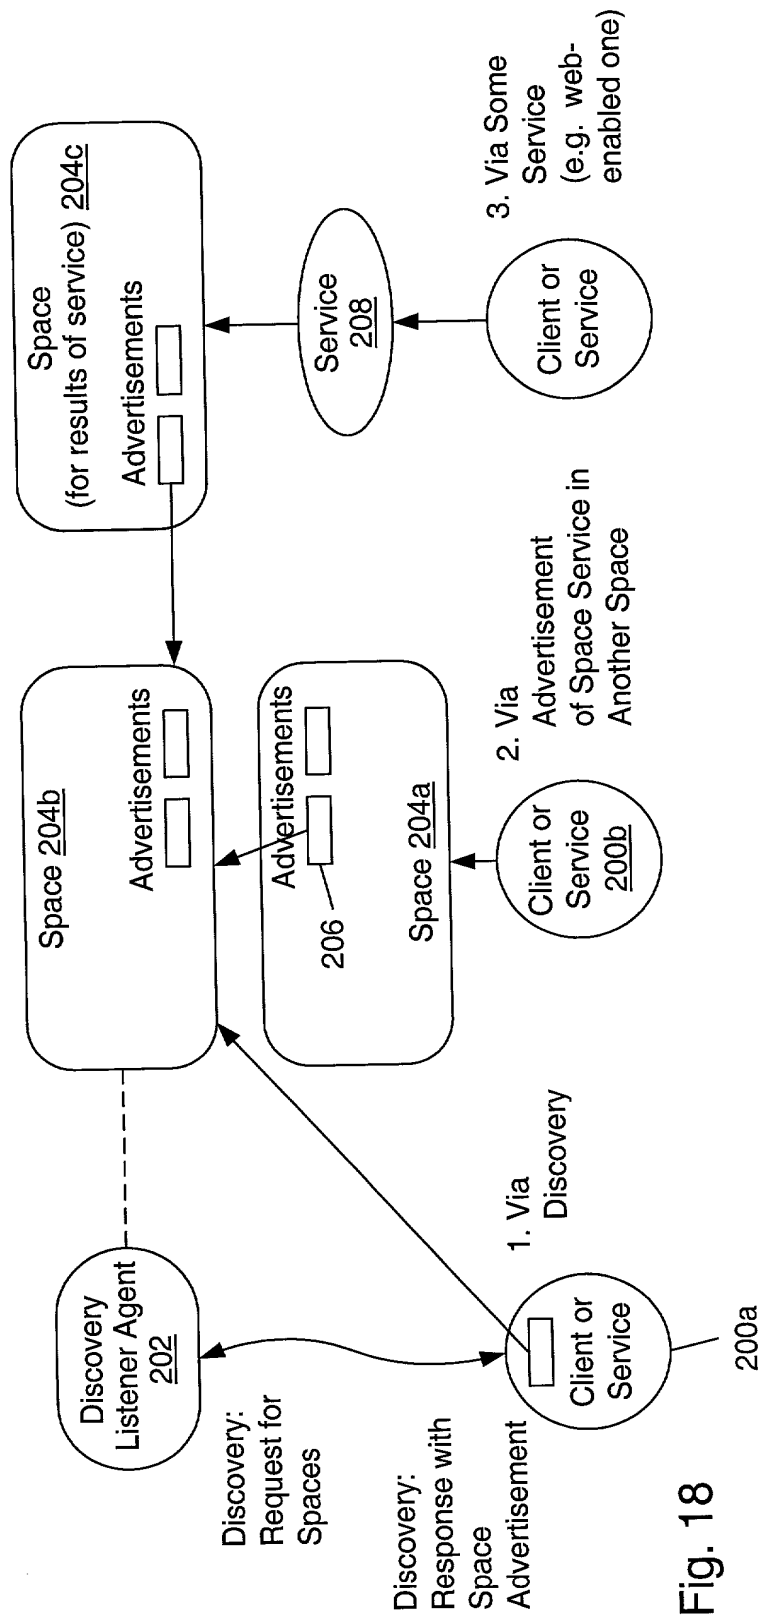 Discovery
Listener Agent
202
Discovery:
Request for
Spaces
Discovery:
Response with
Space
Advertisement
Client or
Service
200a
1. Via
Discovery
Space 204b
Advertisements
Advertisements
206
Space 204a
Client or
Service
200b
2. Via
Advertisement
of Space Service in
Another Space
Space
(for results of service) 204c
Advertisements
Service
208
Client or
Service
3. Via Some
Service
(e.g. web-
enabled one)
Fig. 18